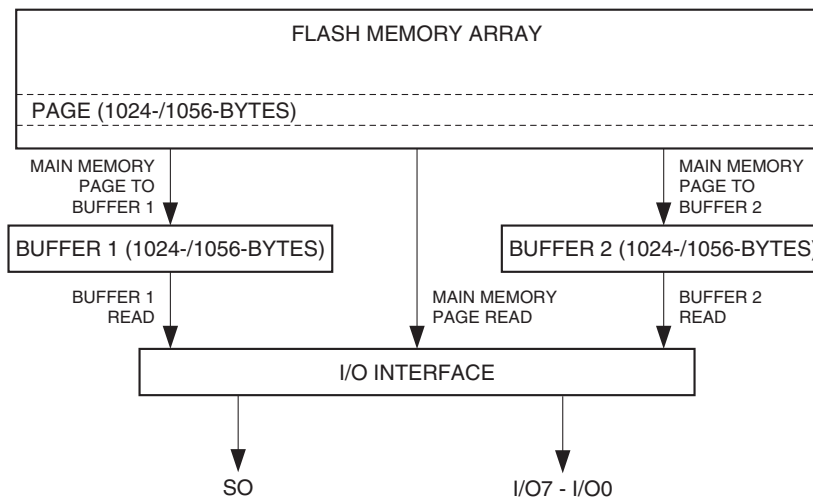 FLASH MEMORY ARRAY
PAGE (1024-/1056-BYTES)
MAIN MEMORY
PAGE TO
BUFFER 1
MAIN MEMORY
PAGE TO
BUFFER 2
BUFFER 1 (1024-/1056-BYTES)
BUFFER 2 (1024-/1056-BYTES)
BUFFER 1
READ
MAIN MEMORY
PAGE READ
BUFFER 2
READ
I/O INTERFACE
SO
I/O7 - I/O0